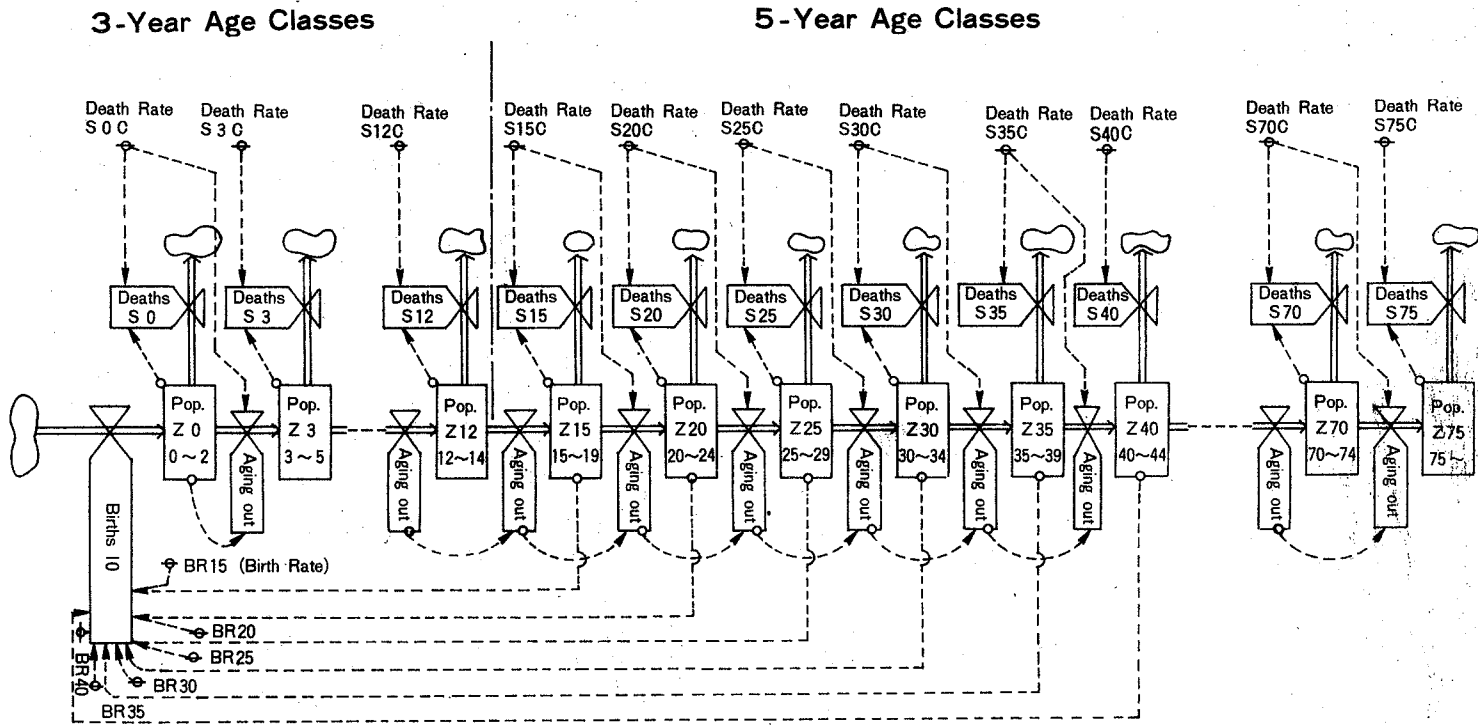 3-Year Age Classes
5-Year Age Classes
Death Rate
S0C
Death Rate
S3C
Death Rate
S12C
Death Rate
S15C
Death Rate
S20C
Death Rate
S25C
Death Rate
S30C
Death Rate
S35C
Death Rate
S40C
Death Rate
S70C
Death Rate
S75C
Deaths
S0
Deaths
S3
Deaths
S12
Deaths
S15
Deaths
S20
Deaths
S25
Deaths
S30
Deaths
S35
Deaths
S40
Deaths
S70
Deaths
S75
Pop.
Z0
0~2
Pop.
Z3
3~5
Pop.
Z12
12~14
Pop.
Z15
15~19
Pop.
Z20
20~24
Pop.
Z25
25~29
Pop.
Z30
30~34
Pop.
Z35
35~39
Pop.
Z40
40~44
Pop.
Z70
70~74
Pop.
Z75
75~
Aging out
Aging out
Aging out
Aging out
Aging out
Aging out
Aging out
Aging out
Aging out
Aging out
Births I0
BR15 (Birth Rate)
BR20
BR25
BR30
BR40
BR35